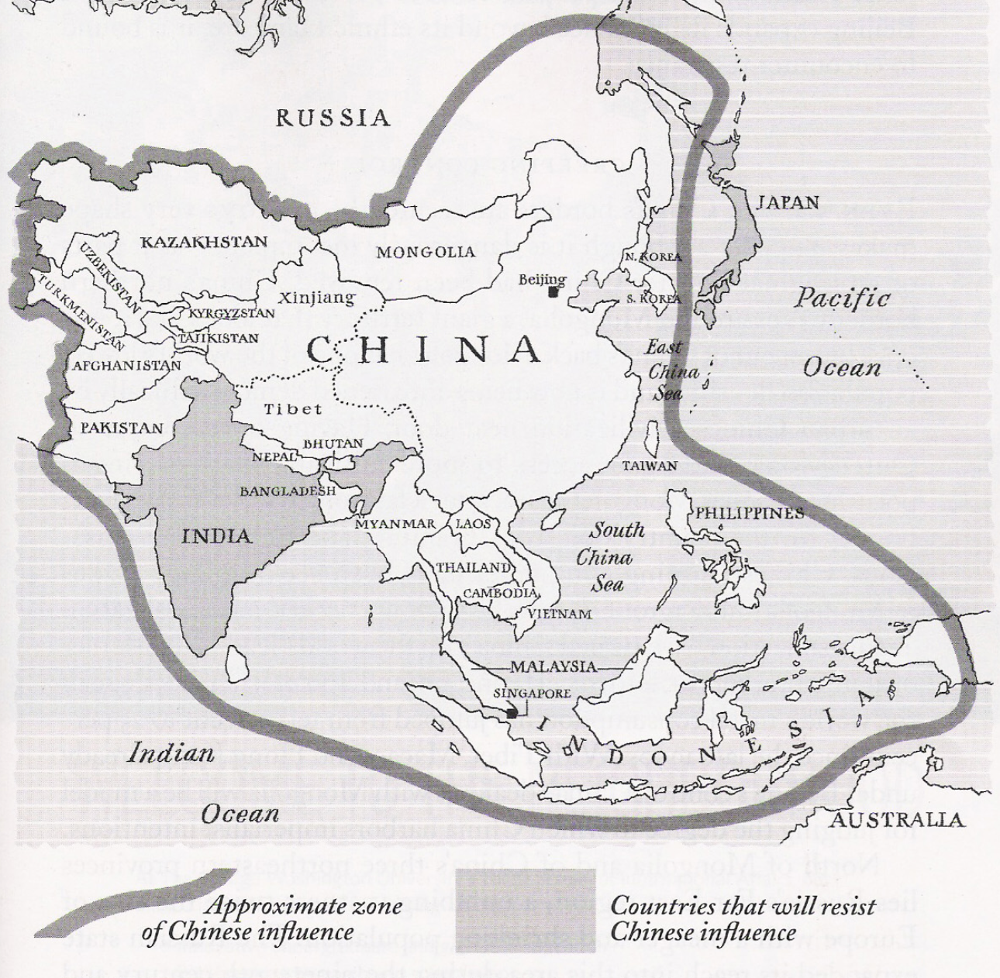 RUSSIA
JAPAN
KAZAKHSTAN
MONGOLIA
UZBEKISTAN
N. KOREA
Beijing
TURKMENISTAN
Xinjiang
S. KOREA
Pacific
KYRGYZSTAN
TAJIKISTAN
CHINA
East
China
Sea
AFGHANISTAN
Ocean
Tibet
PAKISTAN
BHUTAN
NEPAL
TAIWAN
BANGLADESH
PHILIPPINES
MYANMAR
LAOS
INDIA
South
China
Sea
THAILAND
CAMBODIA
VIETNAM
MALAYSIA
SINGAPORE
INDONESIA
Indian
Ocean
AUSTRALIA
Approximate zone
of Chinese influence
Countries that will resist
Chinese influence